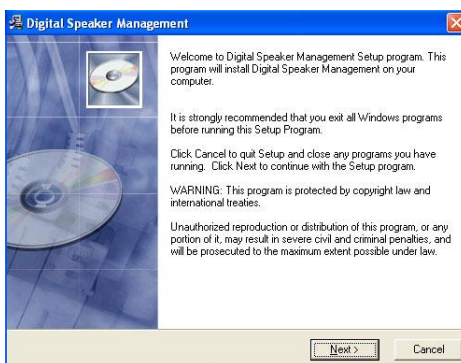 Digital Speaker Management
Welcome to Digital Speaker Management Setup program. This
program will install Digital Speaker Management on your
computer.
It is strongly recommended that you exit all Windows programs
before running this Setup Program.
Click Cancel to quit Setup and close any programs you have
running. Click Next to continue with the Setup program.
WARNING: This program is protected by copyright law and
international treaties.
Unauthorized reproduction or distribution of this program, or any
portion of it, may result in severe civil and criminal penalties, and
will be prosecuted to the maximum extent possible under law.
Next >
Cancel